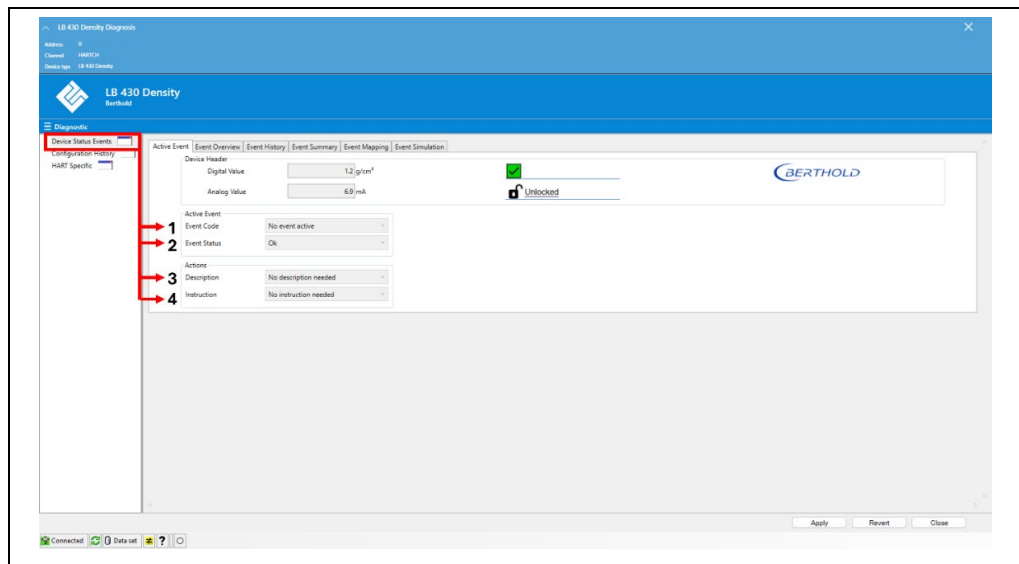 LB 430 Density Diagnosis
Address 0
Channel HARTCH
Device type LB 430 Density
LB 430 Density
Berthold
Diagnostic
Device Status Events
Configuration History
HART Specific
Active Event Event Overview Event History Event Summary Event Mapping Event Simulation
Device Header
Digital Value 1.2 g/cm³
BERTHOLD
Analog Value 6.9 mA Unlocked
Active Event
1 Event Code No event active
2 Event Status Ok
Actions
3 Description No description needed
4 Instruction No instruction needed
Apply Revert Close
Connected Data set ?